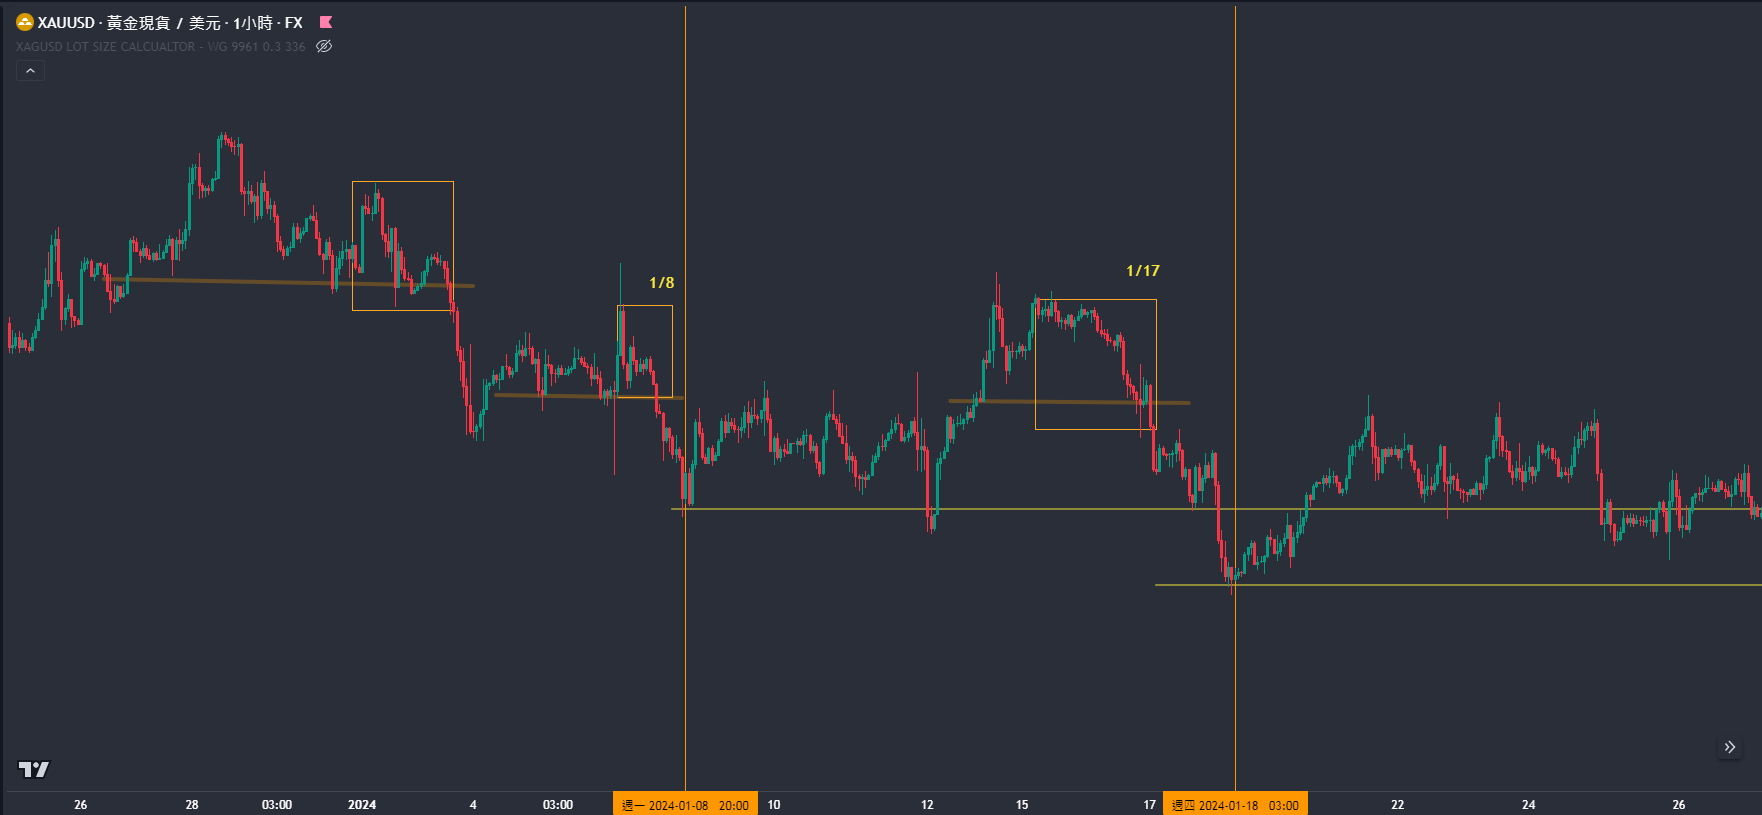 XAUUSD · 黃金現貨 / 美元 · 1小時 · FX
XAGUSD LOT SIZE CALCUALTOR - WG 9961 0.3 336
1/8
1/17
26 28 03:00 2024 4 03:00 週一 2024-01-08 20:00 10 12 15 17 週四 2024-01-18 03:00 22 24 26